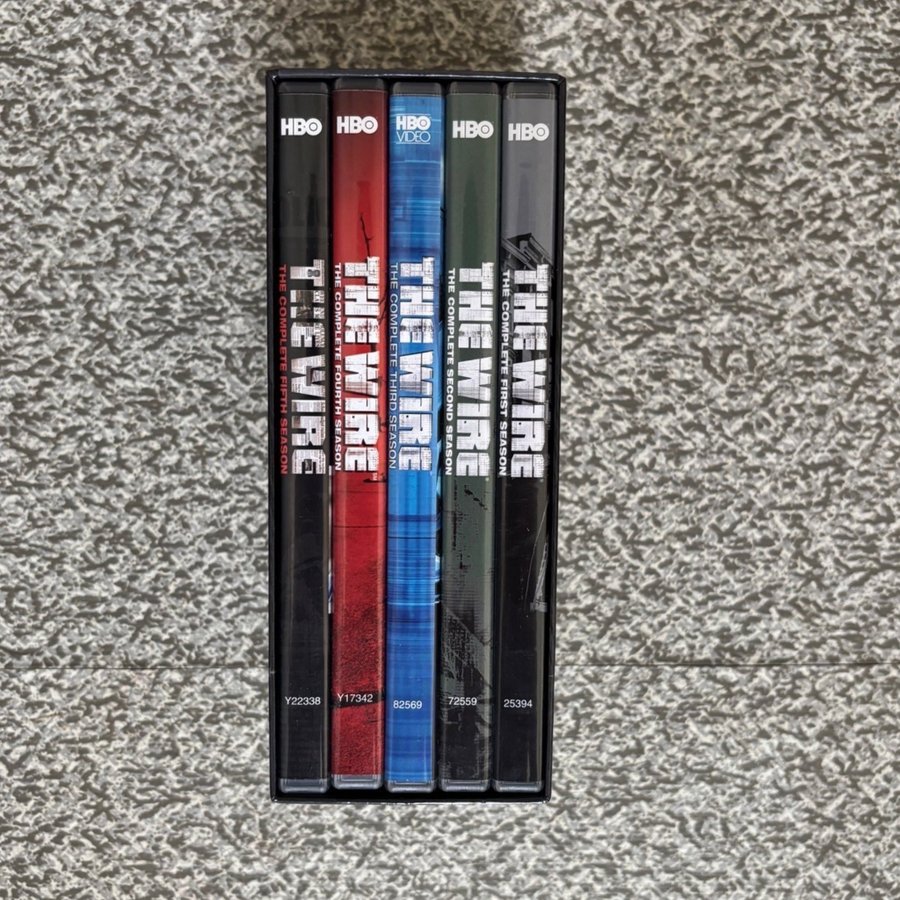 HBO
THE WIRE
THE COMPLETE FIFTH SEASON
Y22338
HBO
THE WIRE
THE COMPLETE FOURTH SEASON
Y17342
HBO
VIDEO
THE WIRE
THE COMPLETE THIRD SEASON
82569
HBO
THE WIRE
THE COMPLETE SECOND SEASON
72559
HBO
THE WIRE
THE COMPLETE FIRST SEASON
25394